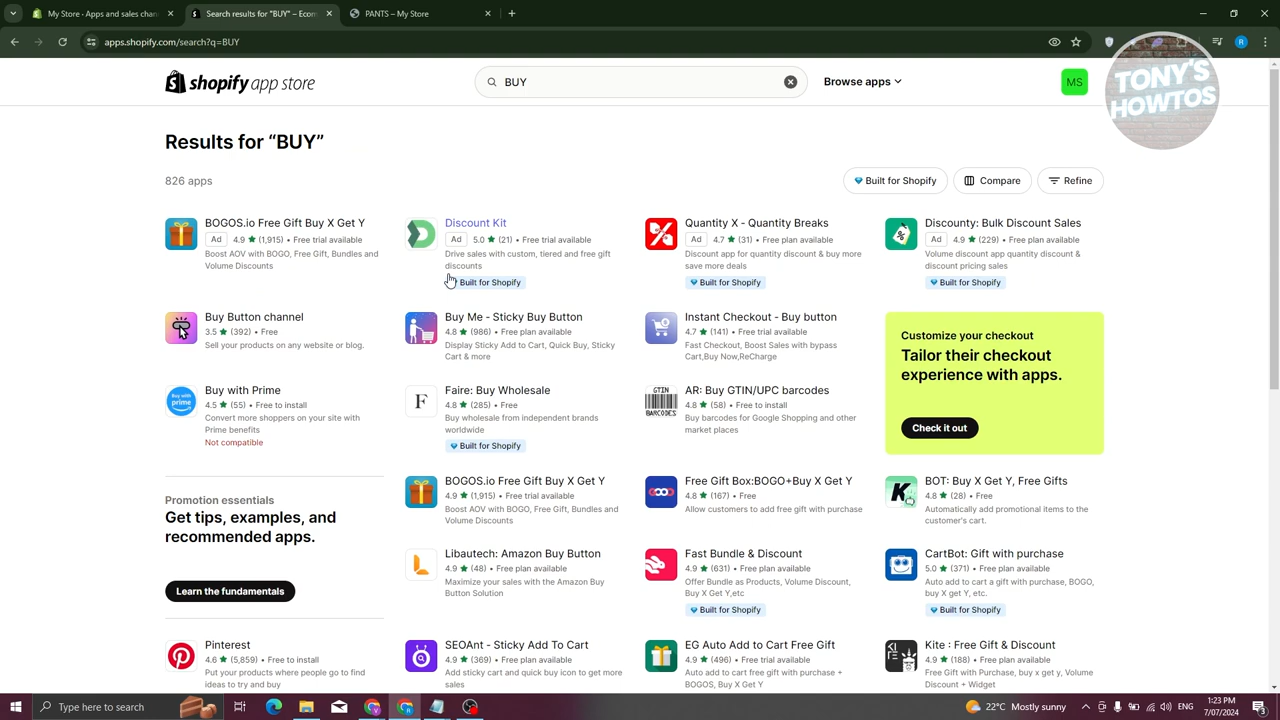 My Store · Apps and sales chan
Search results for "BUY" – Ecom
PANTS – My Store
apps.shopify.com/search?q=BUY
R
TONY'S
HOWTOS
shopify app store
BUY
Browse apps
MS
Results for “BUY”
826 apps
Built for Shopify
Compare
Refine
BOGOS.io Free Gift Buy X Get Y
Ad 4.9 ★ (1,915) • Free trial available
Boost AOV with BOGO, Free Gift, Bundles and
Volume Discounts
Discount Kit
Ad 5.0 ★ (21) • Free trial available
Drive sales with custom, tiered and free gift
discounts
Built for Shopify
Quantity X - Quantity Breaks
Ad 4.7 ★ (31) • Free plan available
Discount app for quantity discount & buy more
save more deals
Built for Shopify
Discounty: Bulk Discount Sales
Ad 4.9 ★ (229) • Free plan available
Volume discount app quantity discount &
discount pricing sales
Built for Shopify
Buy Button channel
3.5 ★ (392) • Free
Sell your products on any website or blog.
Buy Me - Sticky Buy Button
4.8 ★ (986) • Free plan available
Display Sticky Add to Cart, Quick Buy, Sticky
Cart & more
Instant Checkout - Buy button
4.7 ★ (141) • Free trial available
Fast Checkout, Boost Sales with bypass
Cart,Buy Now,ReCharge
Customize your checkout
Tailor their checkout
experience with apps.
Check it out
Buy with prime
Buy with Prime
4.5 ★ (55) • Free to install
Convert more shoppers on your site with
Prime benefits
Not compatible
F
Faire: Buy Wholesale
4.8 ★ (285) • Free
Buy wholesale from independent brands
worldwide
Built for Shopify
GTIN
BARCODES
AR: Buy GTIN/UPC barcodes
4.8 ★ (58) • Free to install
Buy barcodes for Google Shopping and other
market places
Promotion essentials
Get tips, examples, and
recommended apps.
Learn the fundamentals
BOGOS.io Free Gift Buy X Get Y
4.9 ★ (1,915) • Free trial available
Boost AOV with BOGO, Free Gift, Bundles and
Volume Discounts
Free Gift Box:BOGO+Buy X Get Y
4.8 ★ (167) • Free
Allow customers to add free gift with purchase
K
BOT: Buy X Get Y, Free Gifts
4.8 ★ (28) • Free
Automatically add promotional items to the
customer's cart.
Libautech: Amazon Buy Button
4.9 ★ (48) • Free plan available
Maximize your sales with the Amazon Buy
Button Solution
Fast Bundle & Discount
4.9 ★ (631) • Free plan available
Offer Bundle as Products, Volume Discount,
Buy X Get Y,etc
Built for Shopify
CartBot: Gift with purchase
5.0 ★ (371) • Free plan available
Auto add to cart a gift with purchase, BOGO,
buy X get Y, etc.
Built for Shopify
Pinterest
4.6 ★ (5,859) • Free to install
Put your products where people go to find
ideas to try and buy
SEOAnt - Sticky Add To Cart
4.9 ★ (369) • Free plan available
Add sticky cart and quick buy icon to get more
sales
EG Auto Add to Cart Free Gift
4.9 ★ (496) • Free trial available
Auto add to cart free gift with purchase +
BOGOS, Buy X Get Y
Kite : Free Gift & Discount
4.9 ★ (188) • Free plan available
Free Gift with Purchase, buy x get y, Volume
Discount + Widget
Type here to search
22°C Mostly sunny
ENG
1:23 PM
7/07/2024